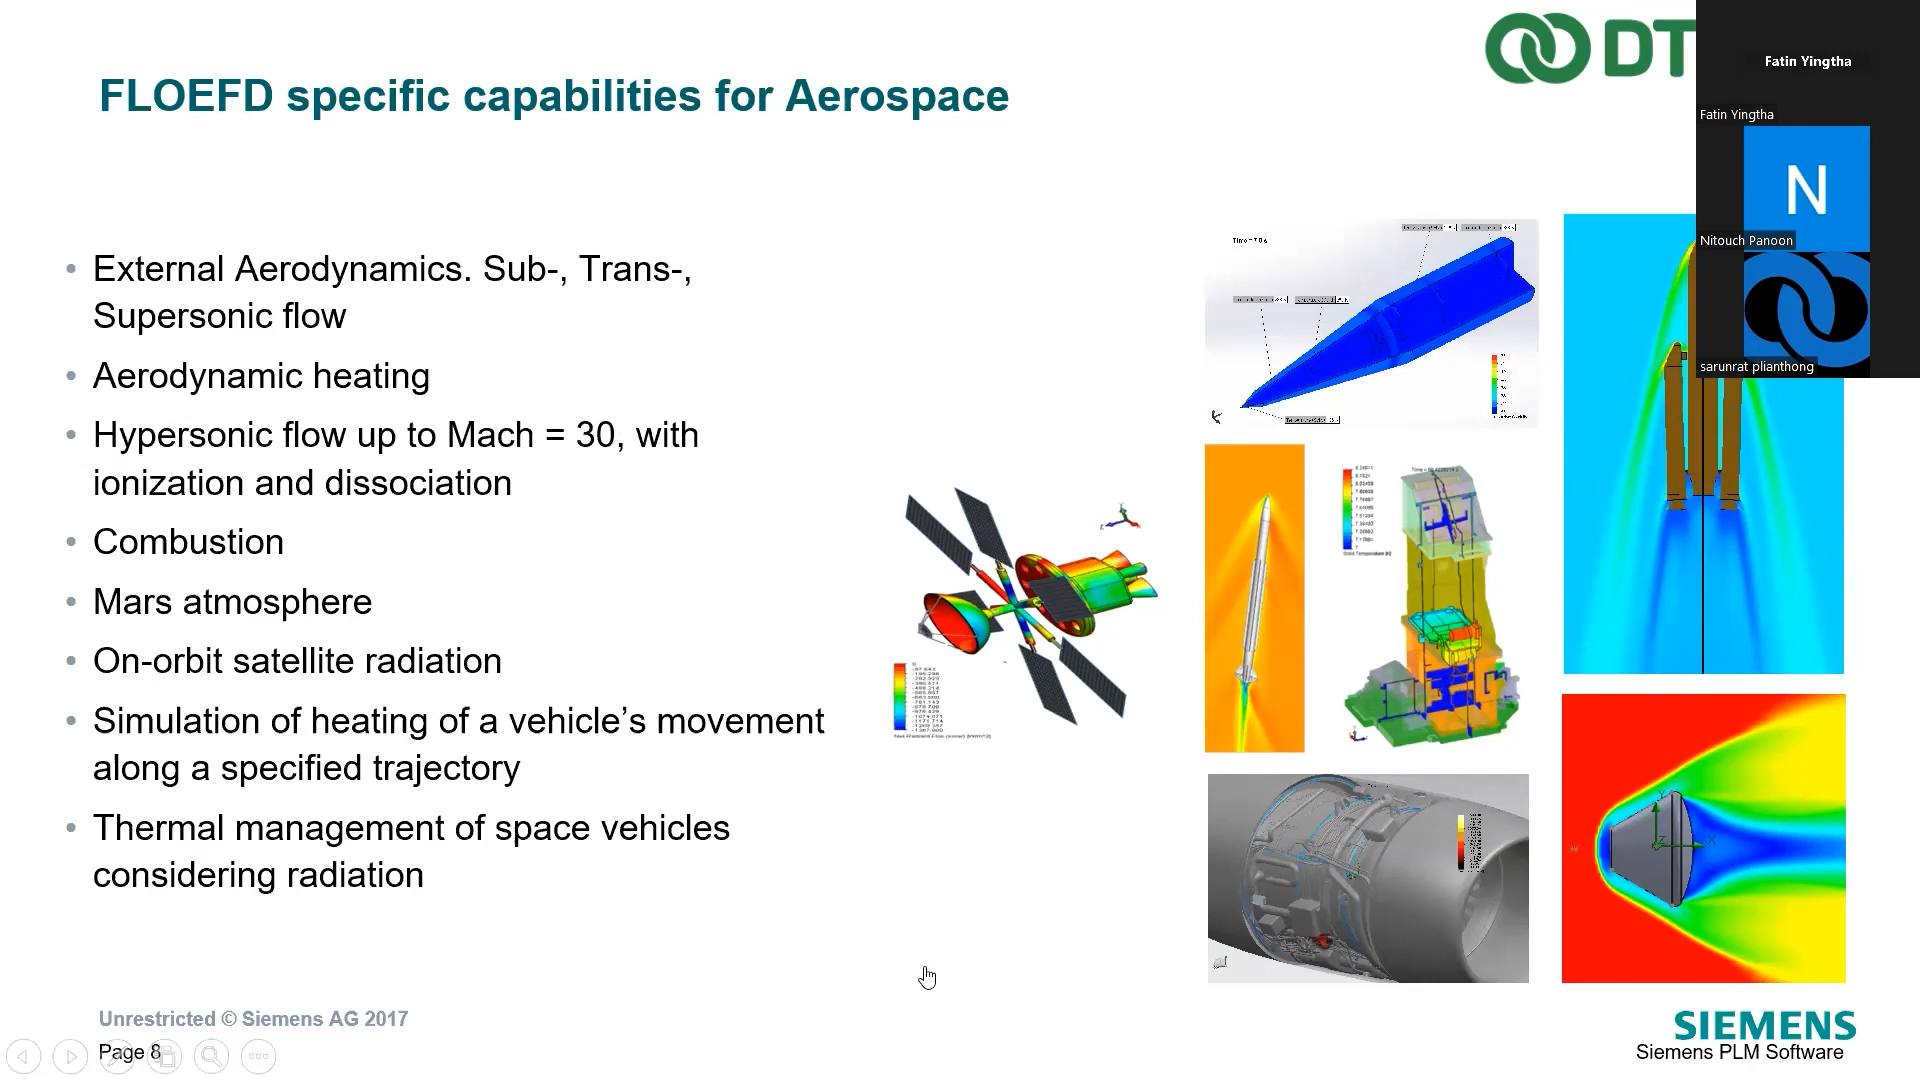 DT
FLOEFD specific capabilities for Aerospace
Fatin Yingtha
Fatin Yingtha
N
Nitouch Panoon
sarunrat plianthong
• External Aerodynamics. Sub-, Trans-,
Supersonic flow
• Aerodynamic heating
• Hypersonic flow up to Mach = 30, with
ionization and dissociation
• Combustion
• Mars atmosphere
• On-orbit satellite radiation
• Simulation of heating of a vehicle’s movement
along a specified trajectory
• Thermal management of space vehicles
considering radiation
Unrestricted © Siemens AG 2017
Page 8
SIEMENS
Siemens PLM Software